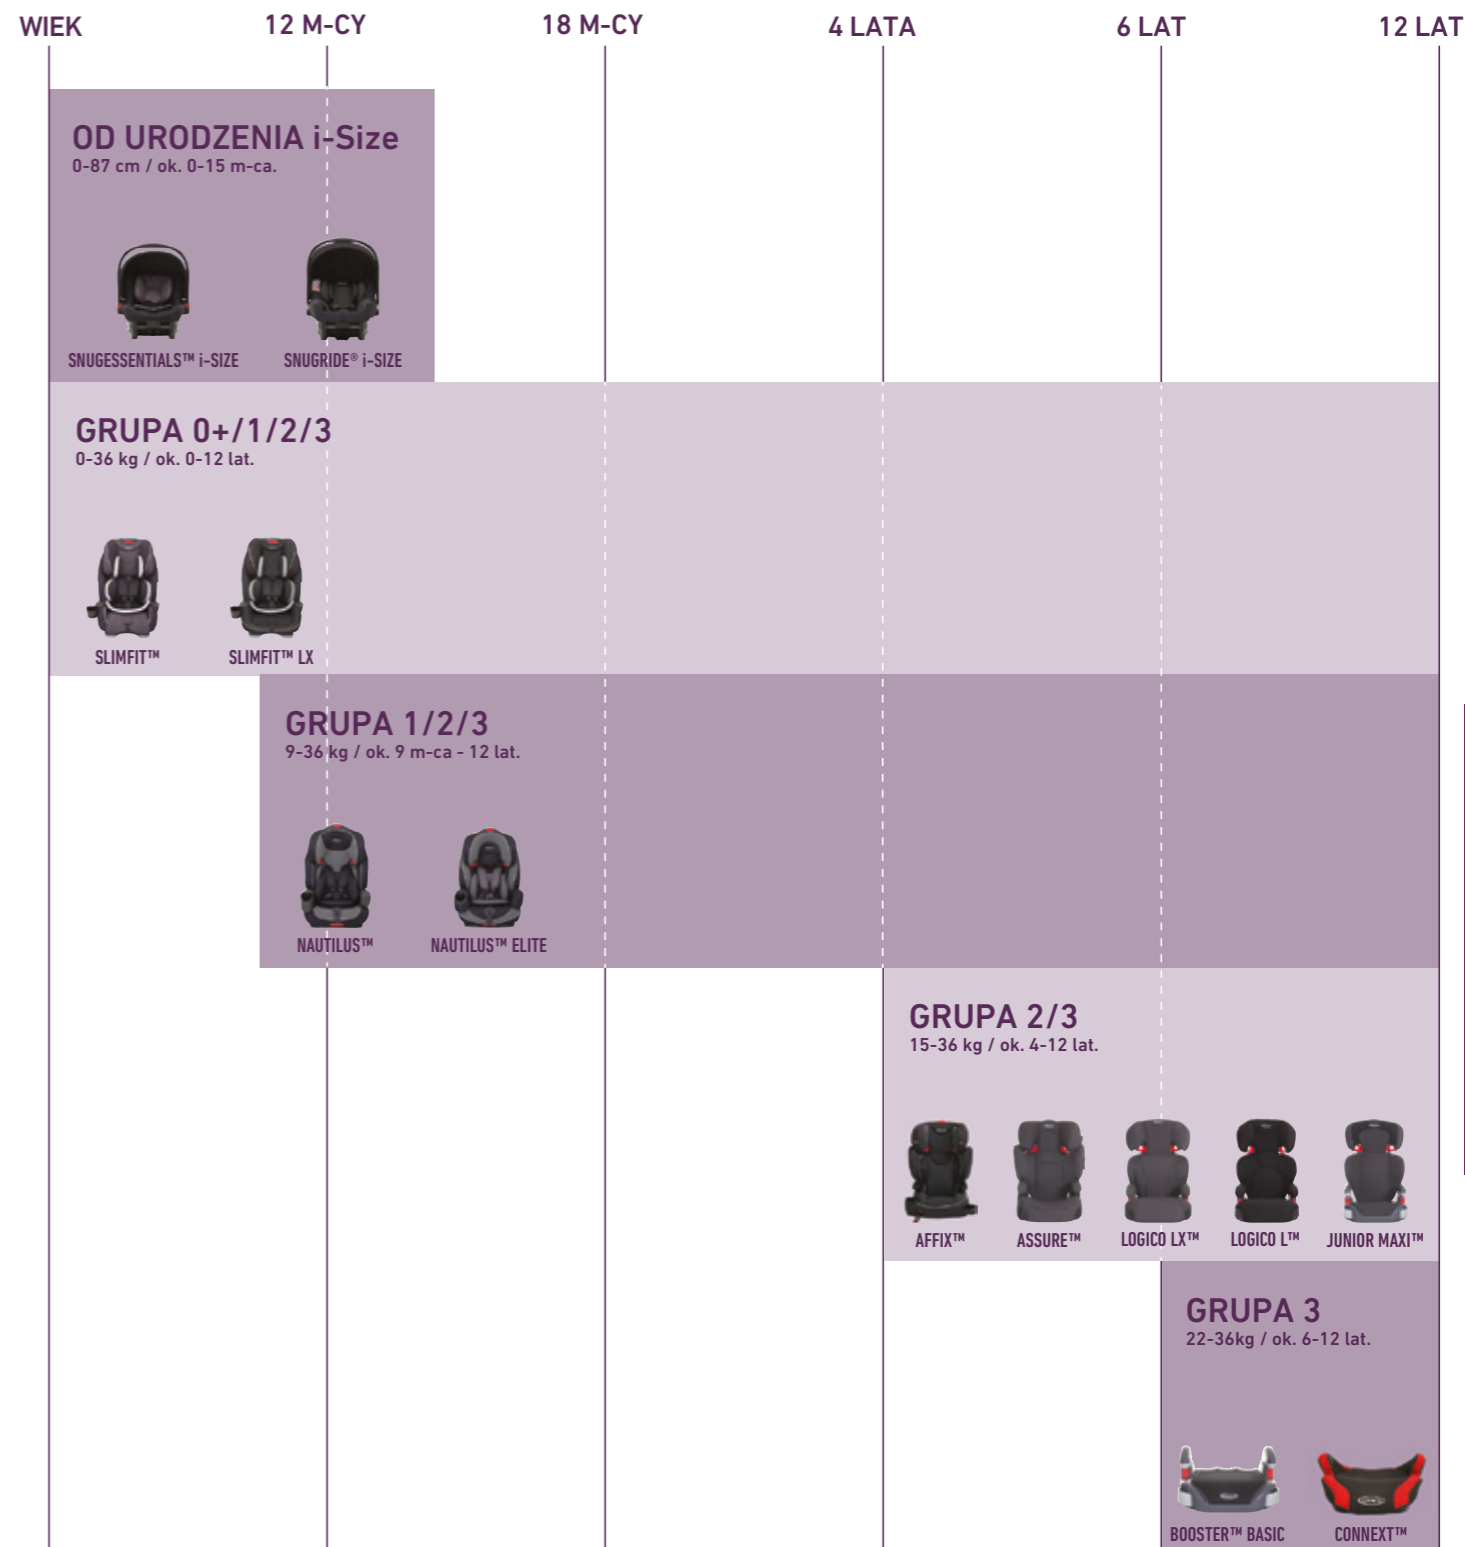 WIEK 12 M-CY 18 M-CY 4 LATA 6 LAT 12 LAT
OD URODZENIA i-Size
0-87 cm / ok. 0-15 m-ca.
SNUGESSENTIALS™ i-SIZE SNUGRIDE® i-SIZE
GRUPA 0+/1/2/3
0-36 kg / ok. 0-12 lat.
SLIMFIT™ SLIMFIT™ LX
GRUPA 1/2/3
9-36 kg / ok. 9 m-ca - 12 lat.
NAUTILUS™ NAUTILUS™ ELITE
GRUPA 2/3
15-36 kg / ok. 4-12 lat.
AFFIX™ ASSURE™ LOGICO LX™ LOGICO L™ JUNIOR MAXI™
GRUPA 3
22-36kg / ok. 6-12 lat.
BOOSTER™ BASIC CONNEXT™